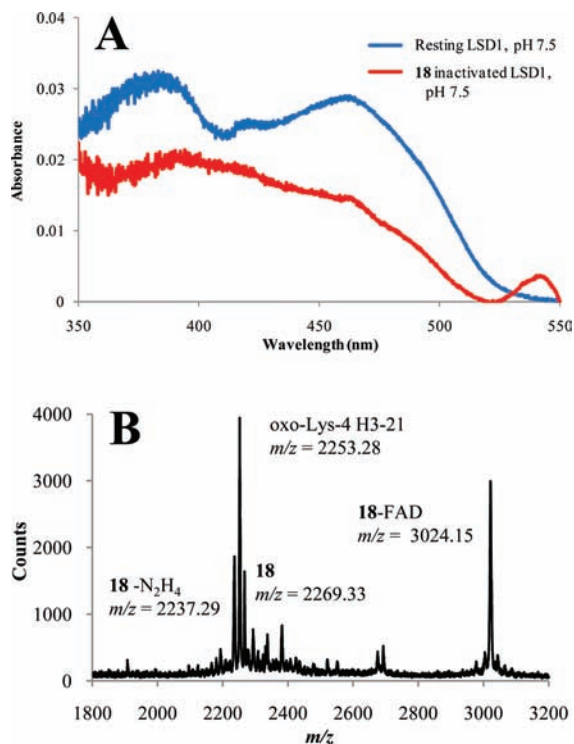 A
Resting LSD1, pH 7.5
18 inactivated LSD1,
pH 7.5
Absorbance
0.04
0.03
0.02
0.01
0
350
400
450
500
550
Wavelength (nm)
B
oxo-Lys-4 H3-21
m/z = 2253.28
18-FAD
m/z = 3024.15
18 -N₂H₄
m/z = 2237.29
18
m/z = 2269.33
Counts
4000
3000
2000
1000
0
1800
2000
2200
2400
2600
2800
3000
3200
m/z